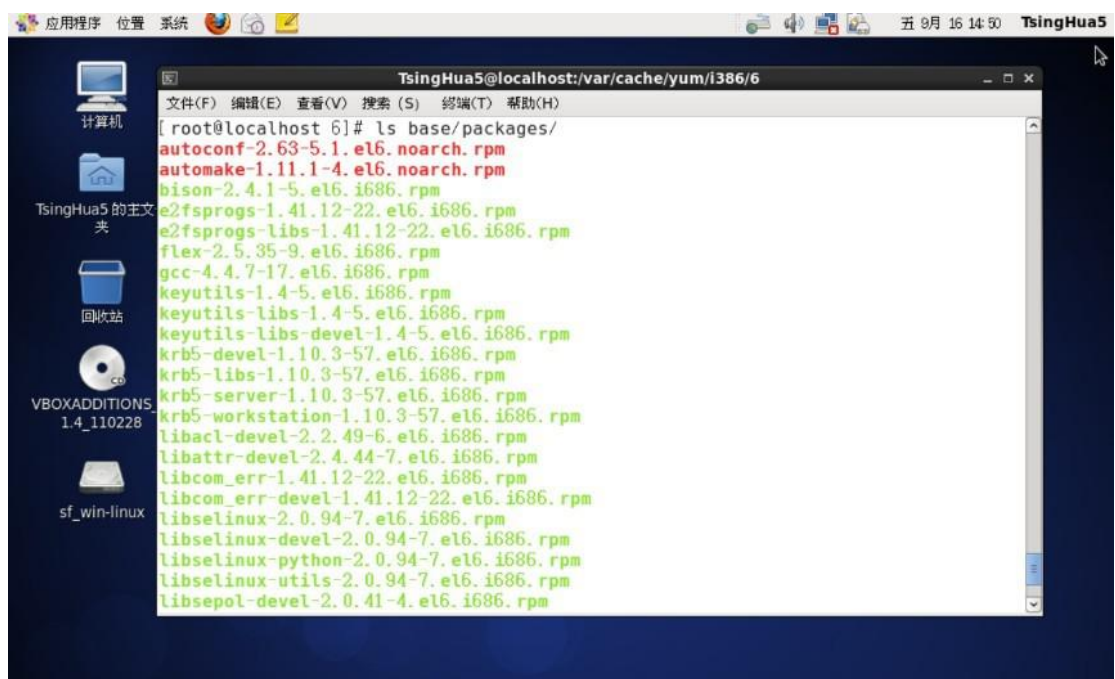 应用程序 位置 系统 五 9月 16 14:50 TsingHua5
计算机
TsingHua5 的主文
夹
回收站
VBOXADDITIONS_
1.4_110228
sf_win-linux
TsingHua5@localhost:/var/cache/yum/i386/6
文件(F) 编辑(E) 查看(V) 搜索 (S) 终端(T) 帮助(H)
[root@localhost 6]# ls base/packages/
autoconf-2.63-5.1.el6.noarch.rpm
automake-1.11.1-4.el6.noarch.rpm
bison-2.4.1-5.el6.i686.rpm
e2fsprogs-1.41.12-22.el6.i686.rpm
e2fsprogs-libs-1.41.12-22.el6.i686.rpm
flex-2.5.35-9.el6.i686.rpm
gcc-4.4.7-17.el6.i686.rpm
keyutils-1.4-5.el6.i686.rpm
keyutils-libs-1.4-5.el6.i686.rpm
keyutils-libs-devel-1.4-5.el6.i686.rpm
krb5-devel-1.10.3-57.el6.i686.rpm
krb5-libs-1.10.3-57.el6.i686.rpm
krb5-server-1.10.3-57.el6.i686.rpm
krb5-workstation-1.10.3-57.el6.i686.rpm
libacl-devel-2.2.49-6.el6.i686.rpm
libattr-devel-2.4.44-7.el6.i686.rpm
libcom_err-1.41.12-22.el6.i686.rpm
libcom_err-devel-1.41.12-22.el6.i686.rpm
libselinux-2.0.94-7.el6.i686.rpm
libselinux-devel-2.0.94-7.el6.i686.rpm
libselinux-python-2.0.94-7.el6.i686.rpm
libselinux-utils-2.0.94-7.el6.i686.rpm
libsepol-devel-2.0.41-4.el6.i686.rpm